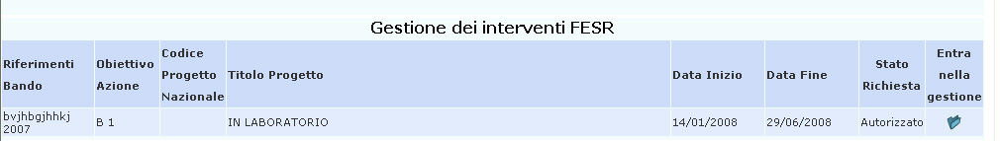 Gestione dei interventi FESR
Riferimenti Bando
Obiettivo Azione
Codice Progetto Nazionale
Titolo Progetto
Data Inizio
Data Fine
Stato Richiesta
Entra nella gestione
bvjhbgjhhkj 2007
B 1
IN LABORATORIO
14/01/2008
29/06/2008
Autorizzato